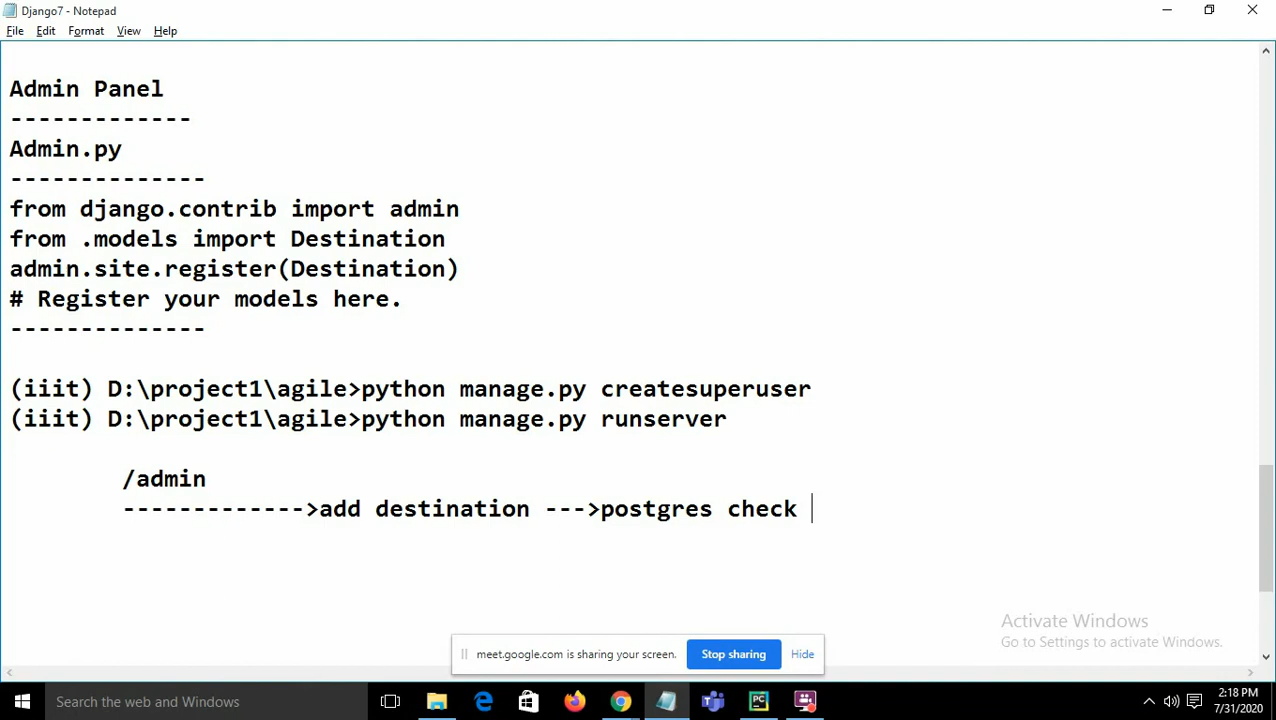 Django7 - Notepad
File Edit Format View Help
Admin Panel
-------------
Admin.py
--------------
from django.contrib import admin
from .models import Destination
admin.site.register(Destination)
# Register your models here.
--------------
(iiit) D:\project1\agile>python manage.py createsuperuser
(iiit) D:\project1\agile>python manage.py runserver
/admin
------------->add destination --->postgres check
Activate Windows
Go to Settings to activate Windows.
meet.google.com is sharing your screen. Stop sharing Hide
Search the web and Windows
2:18 PM
7/31/2020